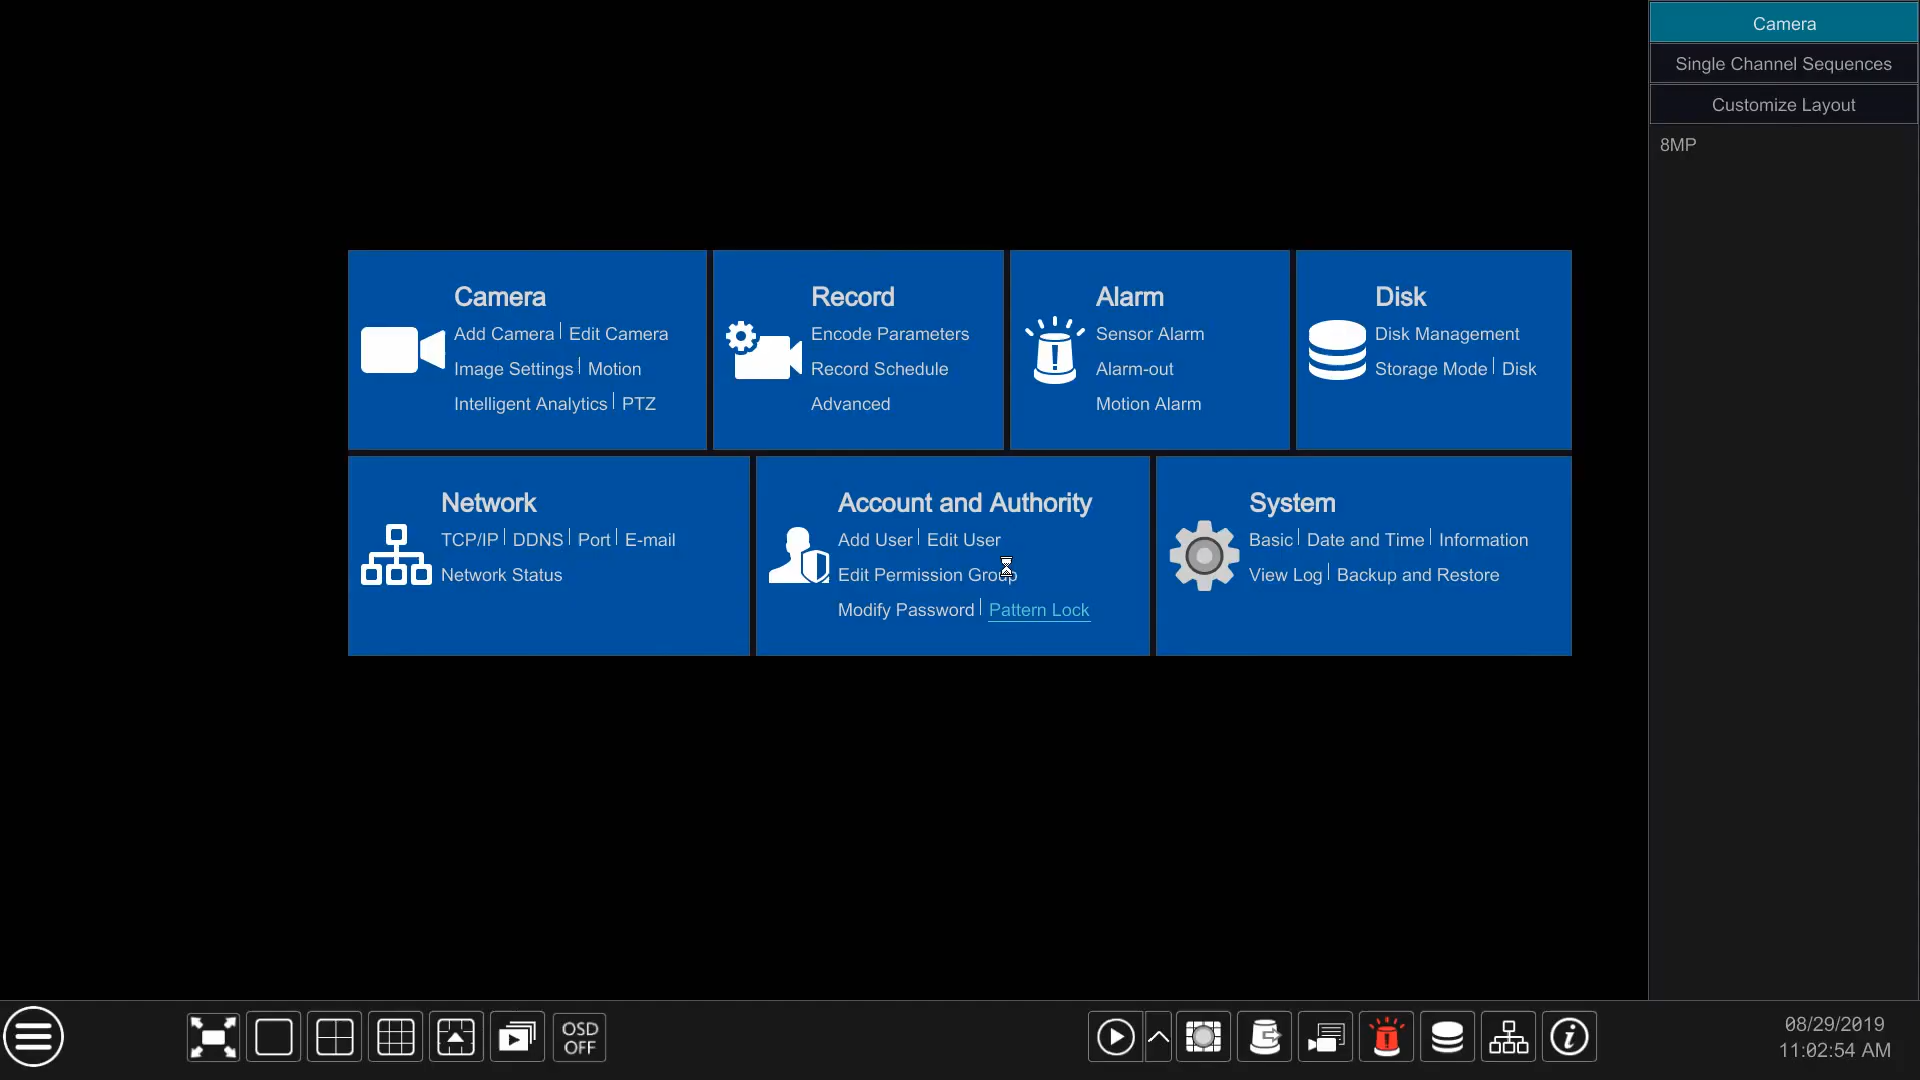 Camera
Single Channel Sequences
Customize Layout
8MP
Camera
Add Camera | Edit Camera
Image Settings | Motion
Intelligent Analytics | PTZ
Record
Encode Parameters
Record Schedule
Advanced
Alarm
Sensor Alarm
Alarm-out
Motion Alarm
Disk
Disk Management
Storage Mode | Disk
Network
TCP/IP | DDNS | Port | E-mail
Network Status
Account and Authority
Add User | Edit User
Edit Permission Group
Modify Password | Pattern Lock
System
Basic | Date and Time | Information
View Log | Backup and Restore
OSD
OFF
08/29/2019
11:02:54 AM